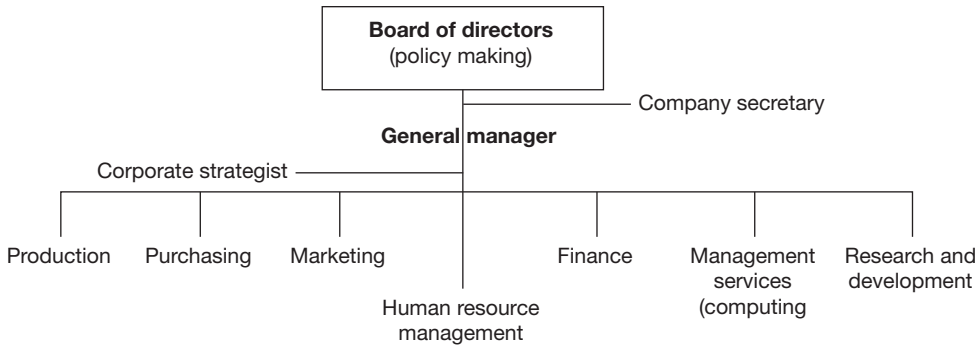 Board of directors
(policy making)
Company secretary
General manager
Corporate strategist
Production
Purchasing
Marketing
Human resource
management
Finance
Management
services
(computing
Research and
development